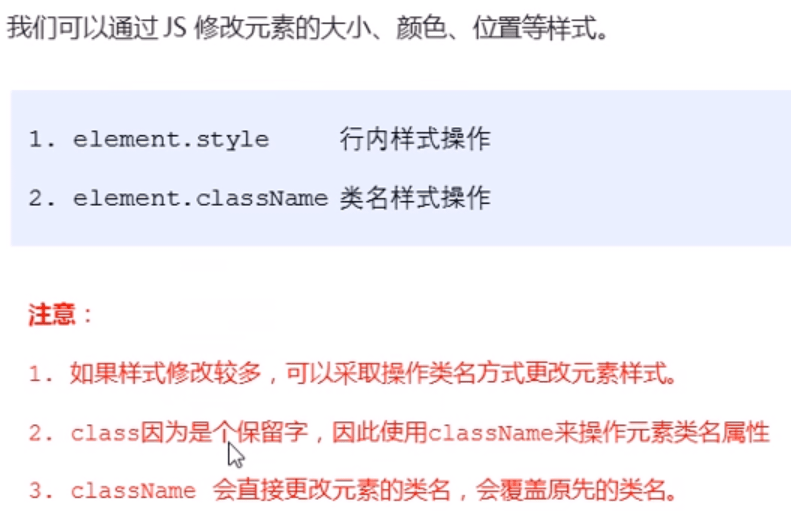 我们可以通过 JS 修改元素的大小、颜色、位置等样式。
1. element.style 行内样式操作
2. element.className 类名样式操作
注意：
1. 如果样式修改较多，可以采取操作类名方式更改元素样式。
2. class因为是个保留字，因此使用className来操作元素类名属性
3. className 会直接更改元素的类名，会覆盖原先的类名。